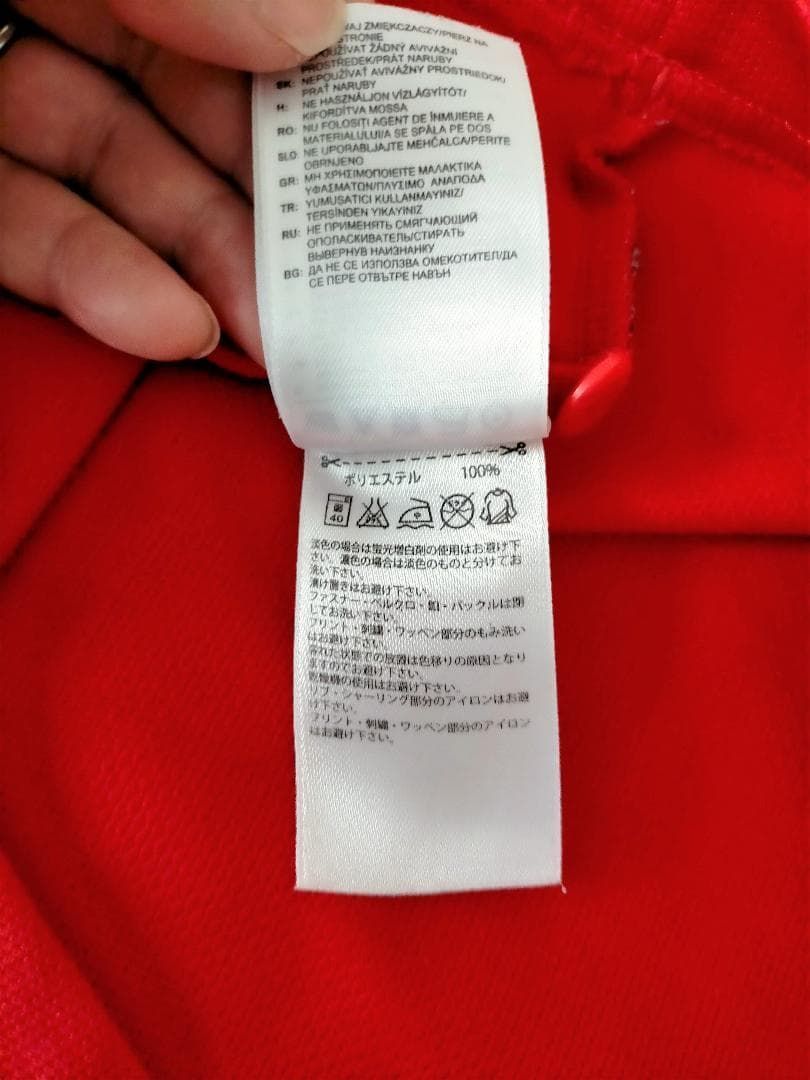 AJ ZMIĘKCZACZY/PIERZ NA
STRONIE
NEPOUŽÍVAT ŽÁDNÝ AVIVÁŽNÍ
PROSTŘEDEK/PRÁT NARUBY
SK: NEPOUŽÍVAŤ AVIVÁŽNY PROSTRIEDOK/
PRAŤ NARUBY
H: NE HASZNÁLJON VÍZLÁGYÍTÓT/
KIFORDÍTVA MOSSA
RO: NU FOLOSIȚI AGENT DE ÎNMUIERE A
MATERIALULUI/A SE SPĂLA PE DOS
SLO: NE UPORABLJAJTE MEHČALCA/PERITE
OBRNJENO
GR: ΜΗ ΧΡΗΣΙΜΟΠΟΙΕΙΤΕ ΜΑΛΑΚΤΙΚΑ
ΥΦΑΣΜΑΤΩΝ/ΠΛΥΣΙΜΟ ΑΝΑΠΟΔΑ
TR: YUMUSATICI KULLANMAYINIZ/
TERSİNDEN YIKAYINIZ
RU: НЕ ПРИМЕНЯТЬ СМЯГЧАЮЩИЙ
ОПОЛАСКИВАТЕЛЬ/СТИРАТЬ
ВЫВЕРНУВ НАИЗНАНКУ
BG: ДА НЕ СЕ ИЗПОЛЗВА ОМЕКОТИТЕЛ/ДА
СЕ ПЕРЕ ОТВЪТРЕ НАВЪН
ポリエステル 100%
40
淡色の場合は蛍光増白剤の使用はお避け下
さい。濃色の場合は淡色のものと分けてお
洗い下さい。
漬け置きはお避け下さい。
ファスナー・ベルクロ・釦・バックルは閉
してお洗い下さい。
プリント・刺繍・ワッペン部分のもみ洗い
はお避け下さい。
濡れた状態での放置は色移りの原因となり
ますのでお避け下さい。
乾燥機の使用はお避け下さい。
リブ・シャーリング部分のアイロンはお避
け下さい。
プリント・刺繍・ワッペン部分のアイロン
はお避け下さい。